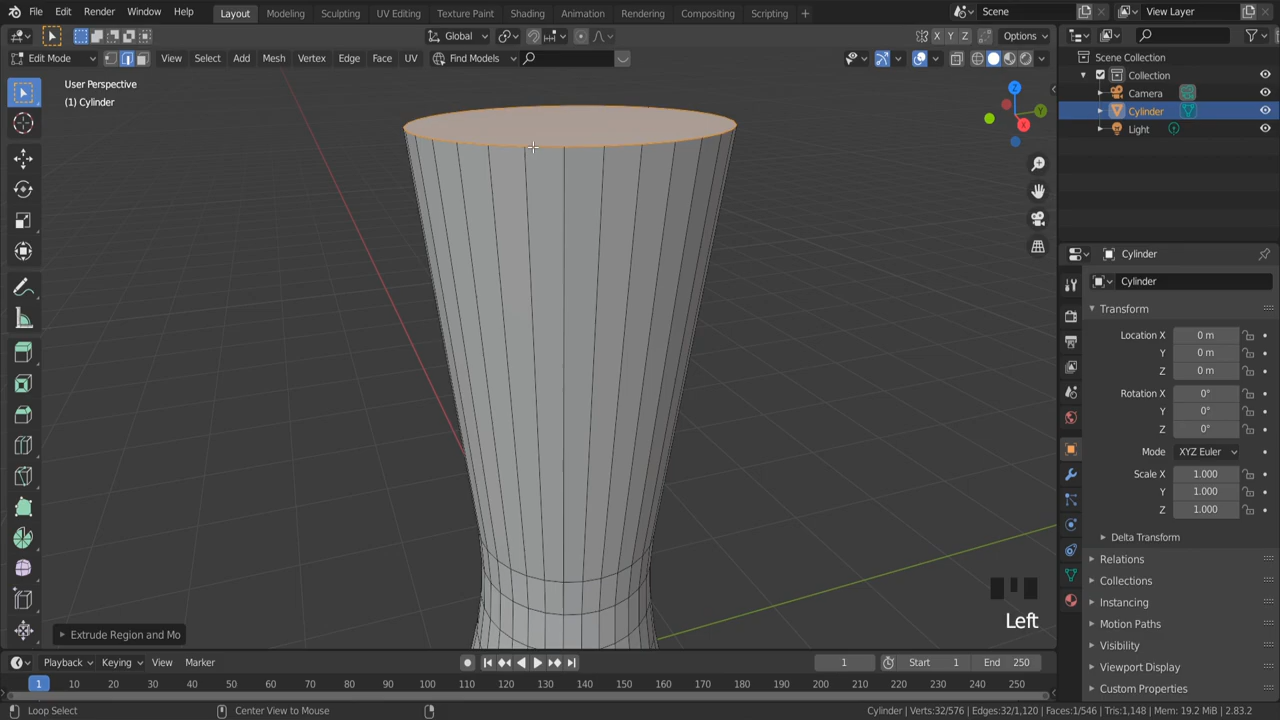 File Edit Render Window Help Layout Modeling Sculpting UV Editing Texture Paint Shading Animation Rendering Compositing Scripting + Scene View Layer
Global X Y Z Options
Edit Mode View Select Add Mesh Vertex Edge Face UV Find Models
User Perspective
(1) Cylinder
Z
Y
X
Extrude Region and Mo
Left
Scene Collection
Collection
Camera
Cylinder
Light
Cylinder
Cylinder
Transform
Location X 0 m
Y 0 m
Z 0 m
Rotation X 0°
Y 0°
Z 0°
Mode XYZ Euler
Scale X 1.000
Y 1.000
Z 1.000
Delta Transform
Relations
Collections
Instancing
Motion Paths
Visibility
Viewport Display
Custom Properties
Playback Keying View Marker 1 Start 1 End 250
1 10 20 30 40 50 60 70 80 90 100 110 120 130 140 150 160 170 180 190 200 210 220 230 240 250
Loop Select Center View to Mouse Cylinder | Verts:32/576 | Edges:32/1,120 | Faces:1/546 | Tris:1,148 | Mem: 19.2 MiB | 2.83.2